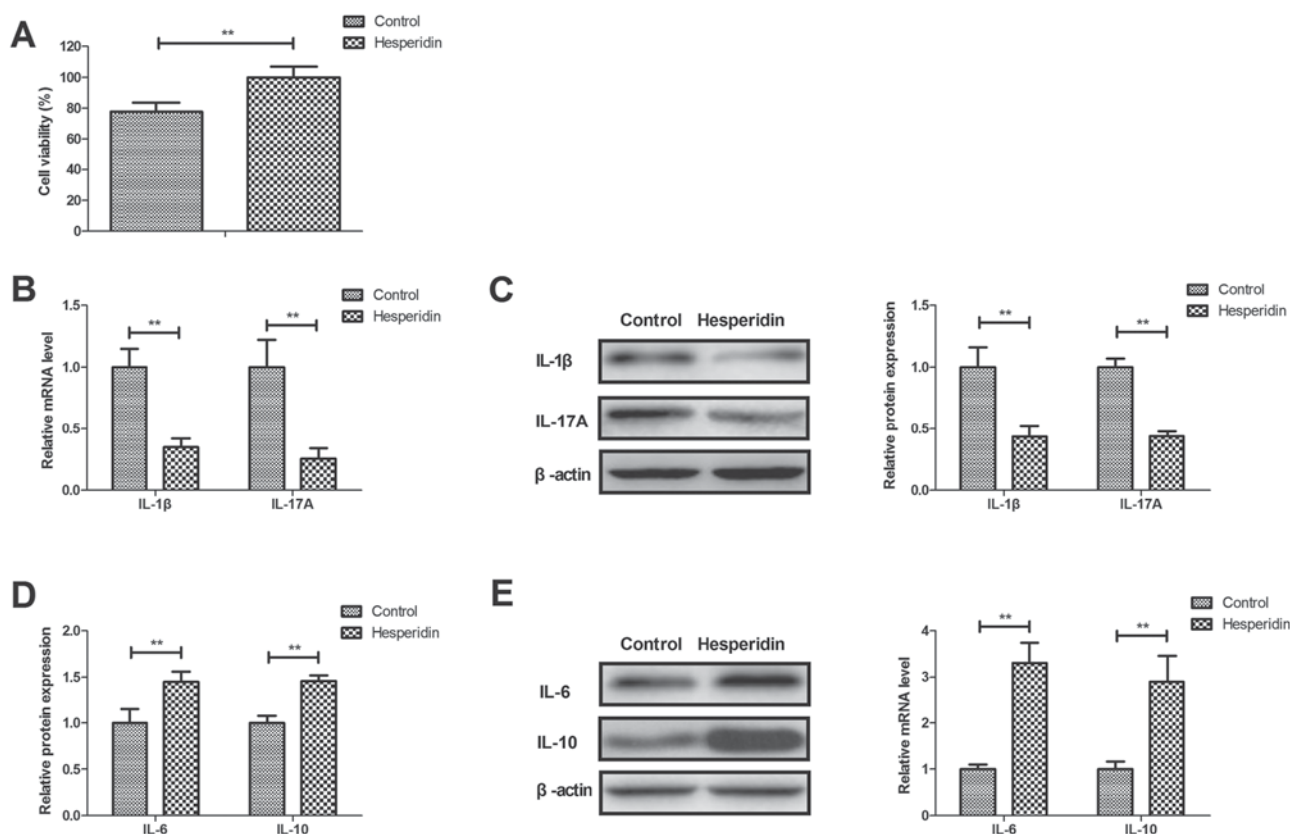 A
Control
Hesperidin
**
Cell viability (%)
120
100
80
60
40
20
0
B
Control
Hesperidin
Relative mRNA level
1.5
1.0
0.5
0.0
**
**
IL-1β
IL-17A
C
Control Hesperidin
IL-1β
IL-17A
β -actin
Control
Hesperidin
Relative protein expression
1.5
1.0
0.5
0.0
**
**
IL-1β
IL-17A
D
Control
Hesperidin
Relative protein expression
2.0
1.5
1.0
0.5
0.0
**
**
IL-6
IL-10
E
Control Hesperidin
IL-6
IL-10
β -actin
Control
Hesperidin
Relative mRNA level
4
3
2
1
0
**
**
IL-6
IL-10